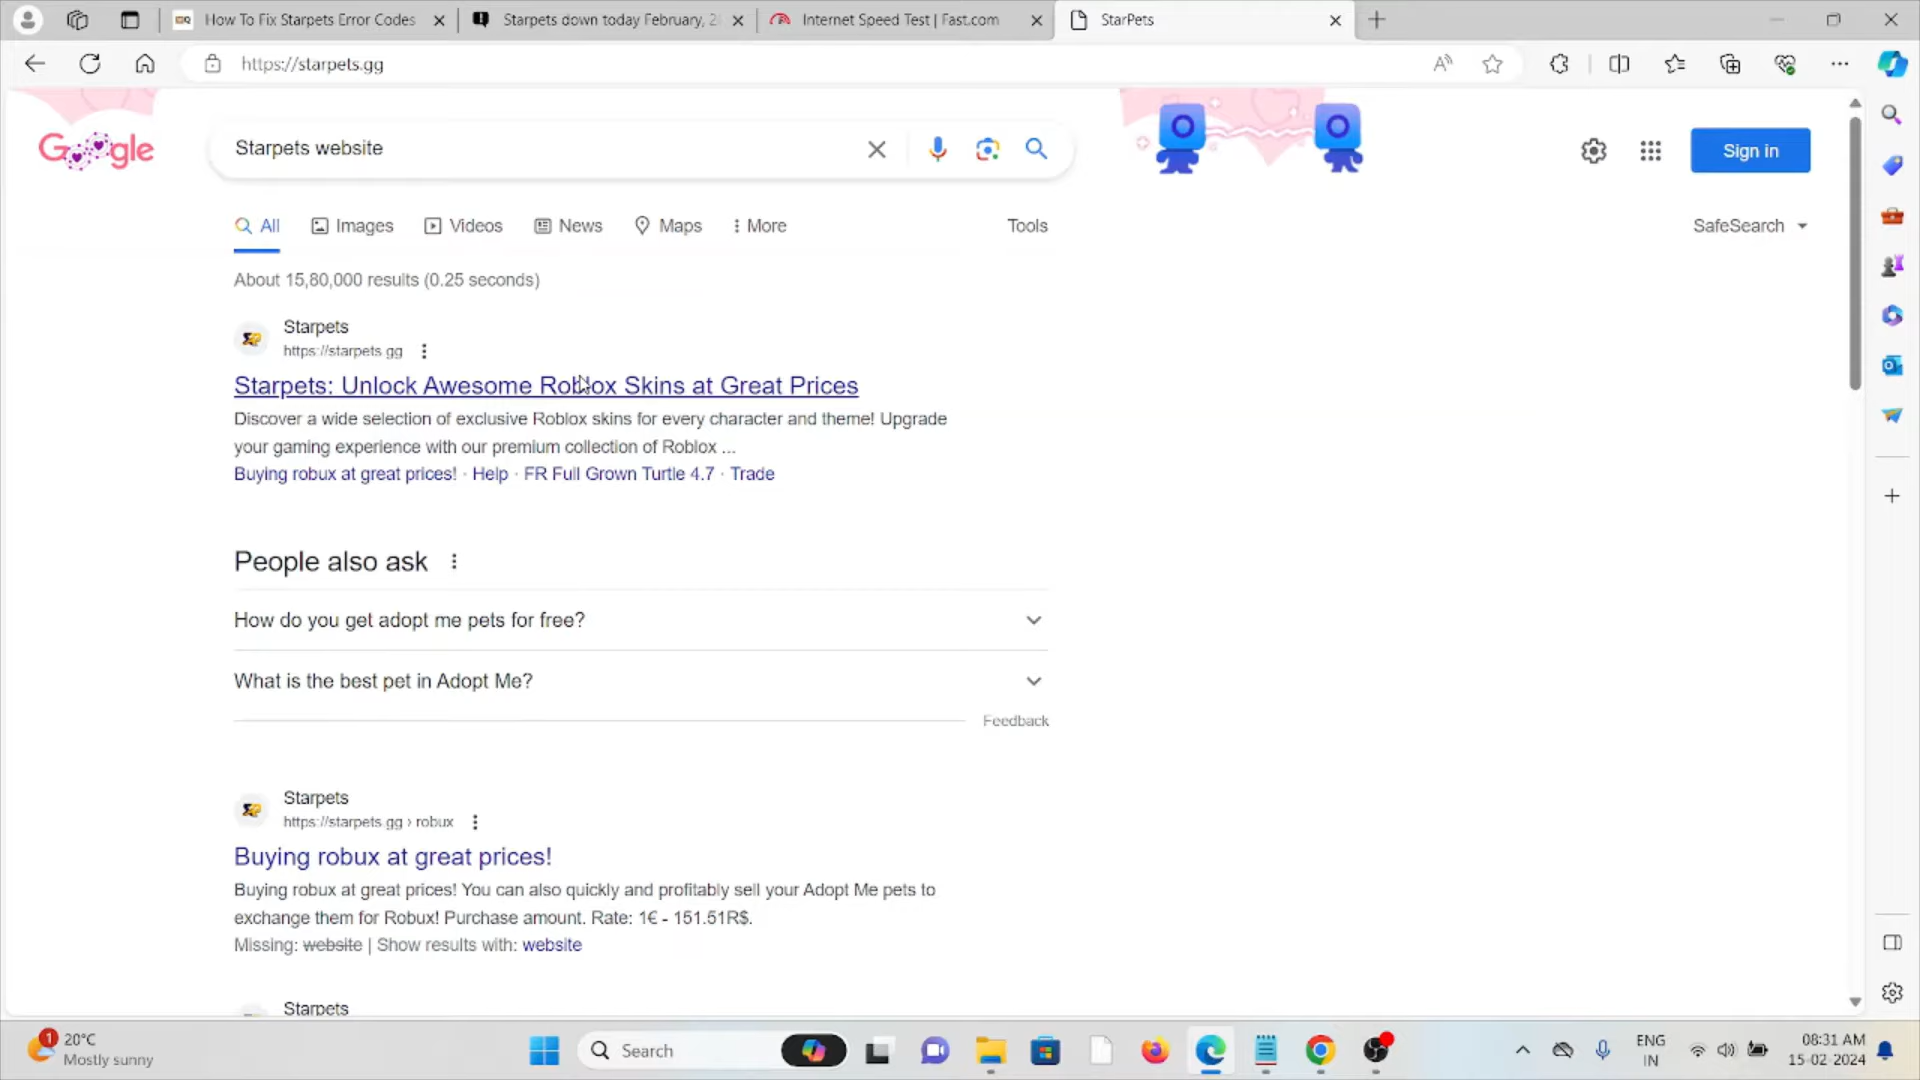 How To Fix Starpets Error Codes
Starpets down today February, 2
Internet Speed Test | Fast.com
StarPets
https://starpets.gg
Google
Starpets website
Sign in
All
Images
Videos
News
Maps
More
Tools
SafeSearch
About 15,80,000 results (0.25 seconds)
Starpets
https://starpets.gg
Starpets: Unlock Awesome Roblox Skins at Great Prices
Discover a wide selection of exclusive Roblox skins for every character and theme! Upgrade
your gaming experience with our premium collection of Roblox ...
Buying robux at great prices! · Help · FR Full Grown Turtle 4.7 · Trade
People also ask
How do you get adopt me pets for free?
What is the best pet in Adopt Me?
Feedback
Starpets
https://starpets.gg › robux
Buying robux at great prices!
Buying robux at great prices! You can also quickly and profitably sell your Adopt Me pets to
exchange them for Robux! Purchase amount. Rate: 1€ - 151.51R$.
Missing: website | Show results with: website
Starpets
1
20°C
Mostly sunny
Search
ENG
IN
08:31 AM
15-02-2024